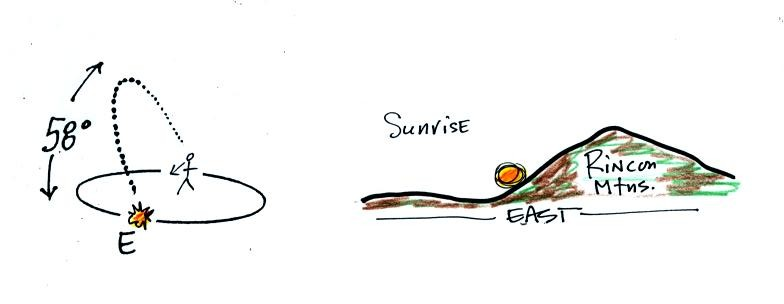 58°
E
Sunrise
Rincon
Mtns.
EAST